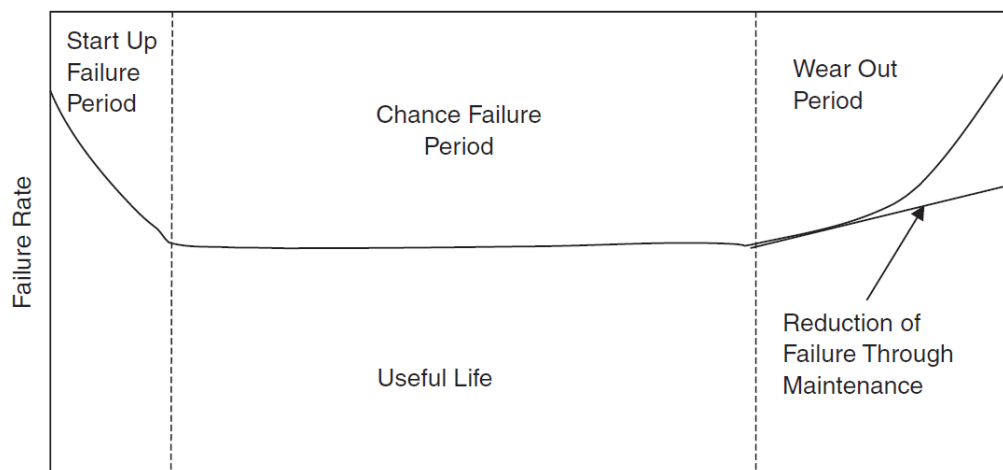 Start Up
Failure
Period
Chance Failure
Period
Wear Out
Period
Failure Rate
Useful Life
Reduction of
Failure Through
Maintenance